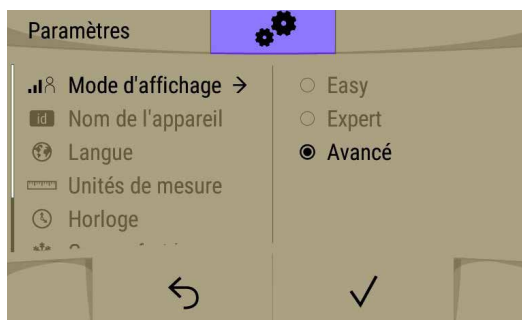 Paramètres
Mode d'affichage →
id Nom de l'appareil
Langue
Unités de mesure
Horloge
Easy
Expert
Avancé